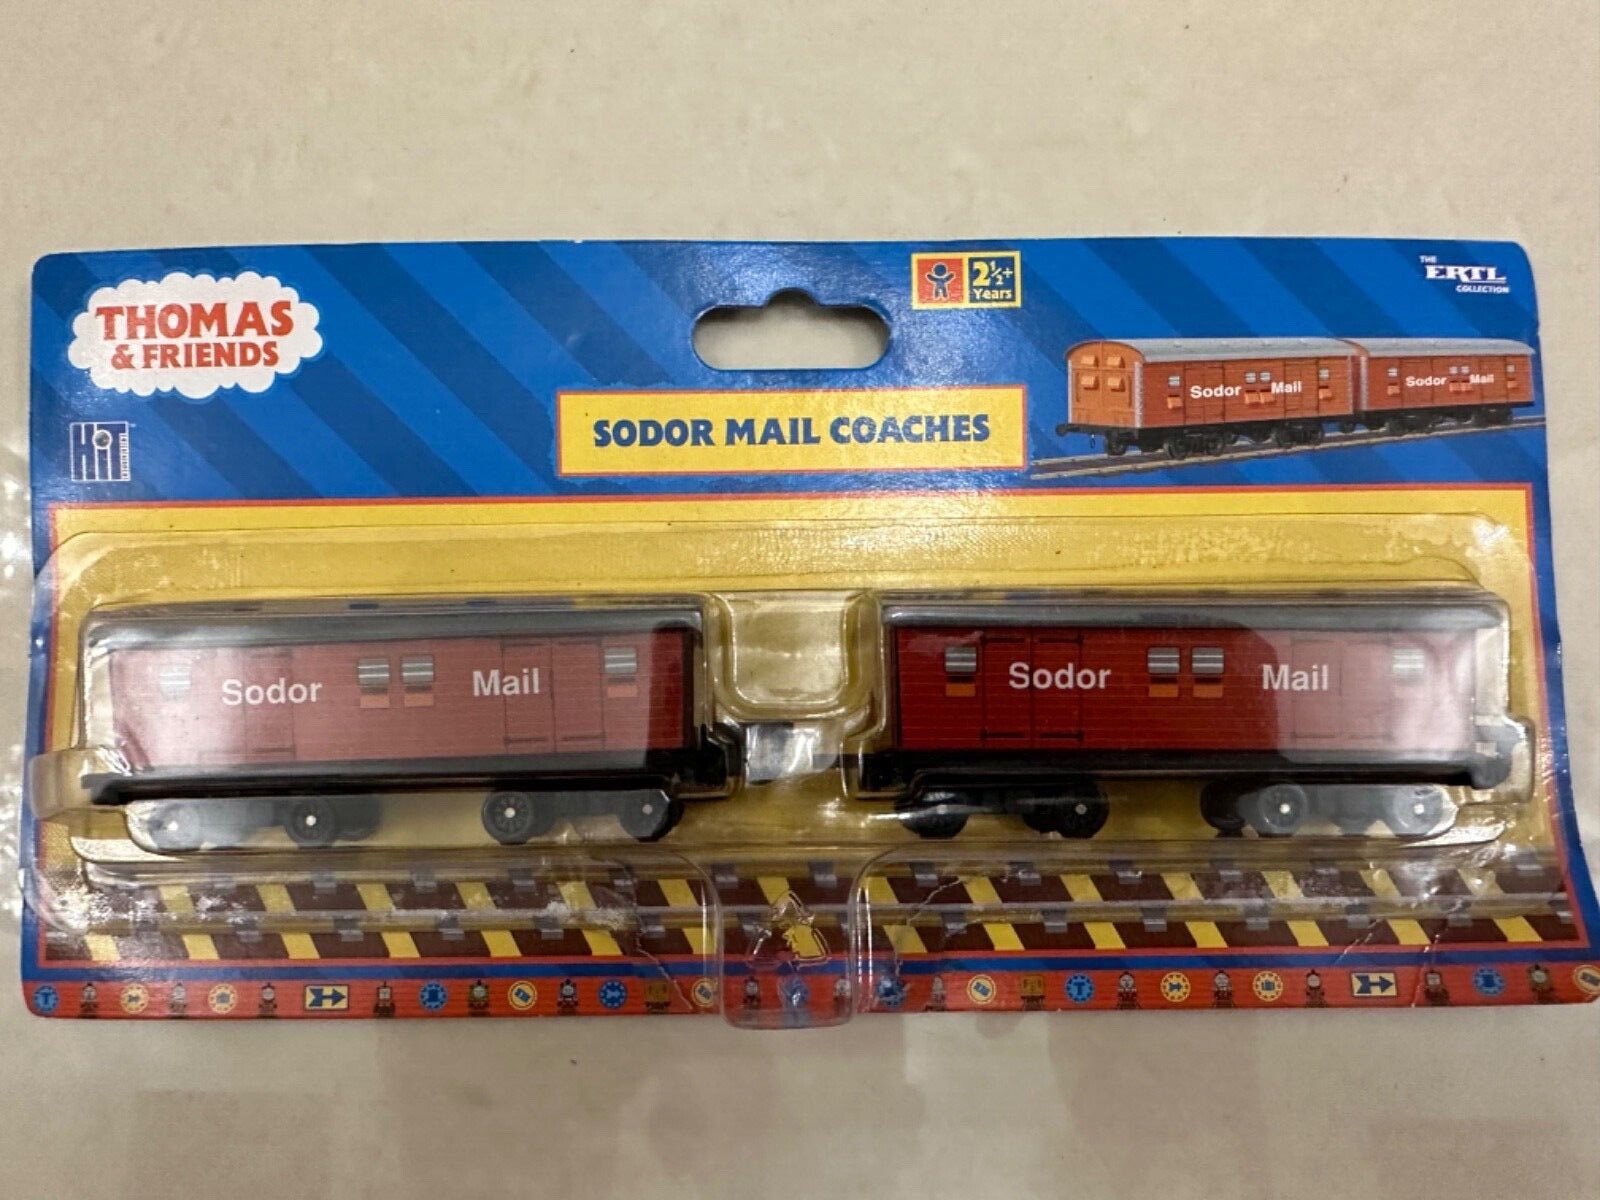 THOMAS
& FRIENDS
HiT
2½+
Years
THE
ERTL
COLLECTION
SODOR MAIL COACHES
Sodor Mail
Sodor Mail
Sodor Mail
Sodor Mail